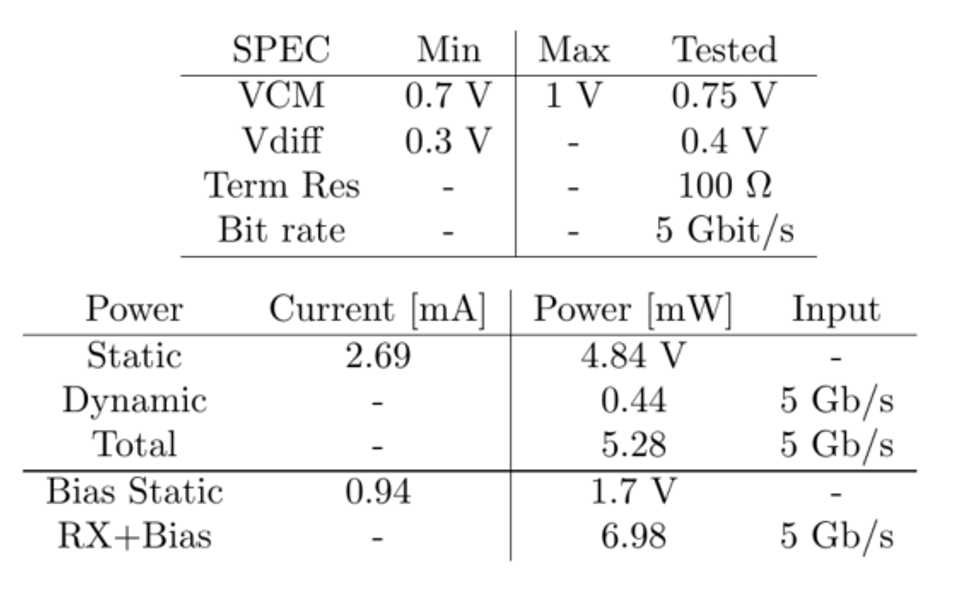 SPEC Min Max Tested
VCM 0.7 V 1 V 0.75 V
Vdiff 0.3 V - 0.4 V
Term Res - - 100 Ω
Bit rate - - 5 Gbit/s
Power Current [mA] Power [mW] Input
Static 2.69 4.84 V -
Dynamic - 0.44 5 Gb/s
Total - 5.28 5 Gb/s
Bias Static 0.94 1.7 V -
RX+Bias - 6.98 5 Gb/s